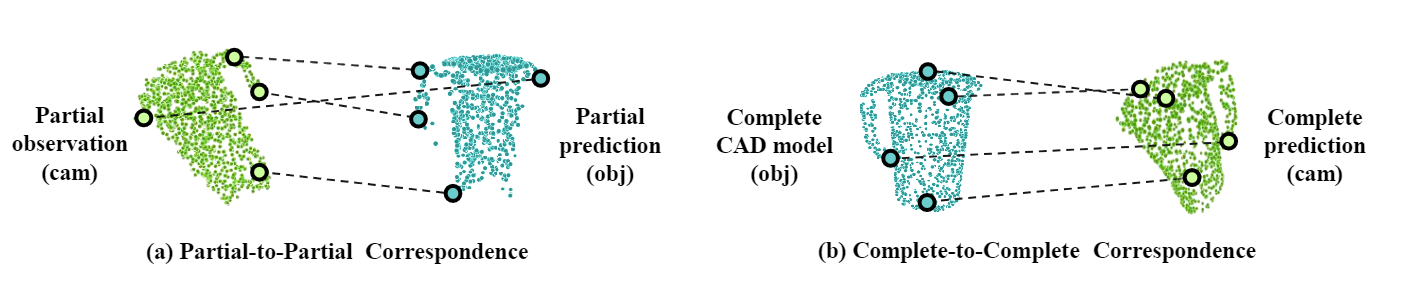 Partial
observation
(cam)
Partial
prediction
(obj)
(a) Partial-to-Partial Correspondence
Complete
CAD model
(obj)
Complete
prediction
(cam)
(b) Complete-to-Complete Correspondence